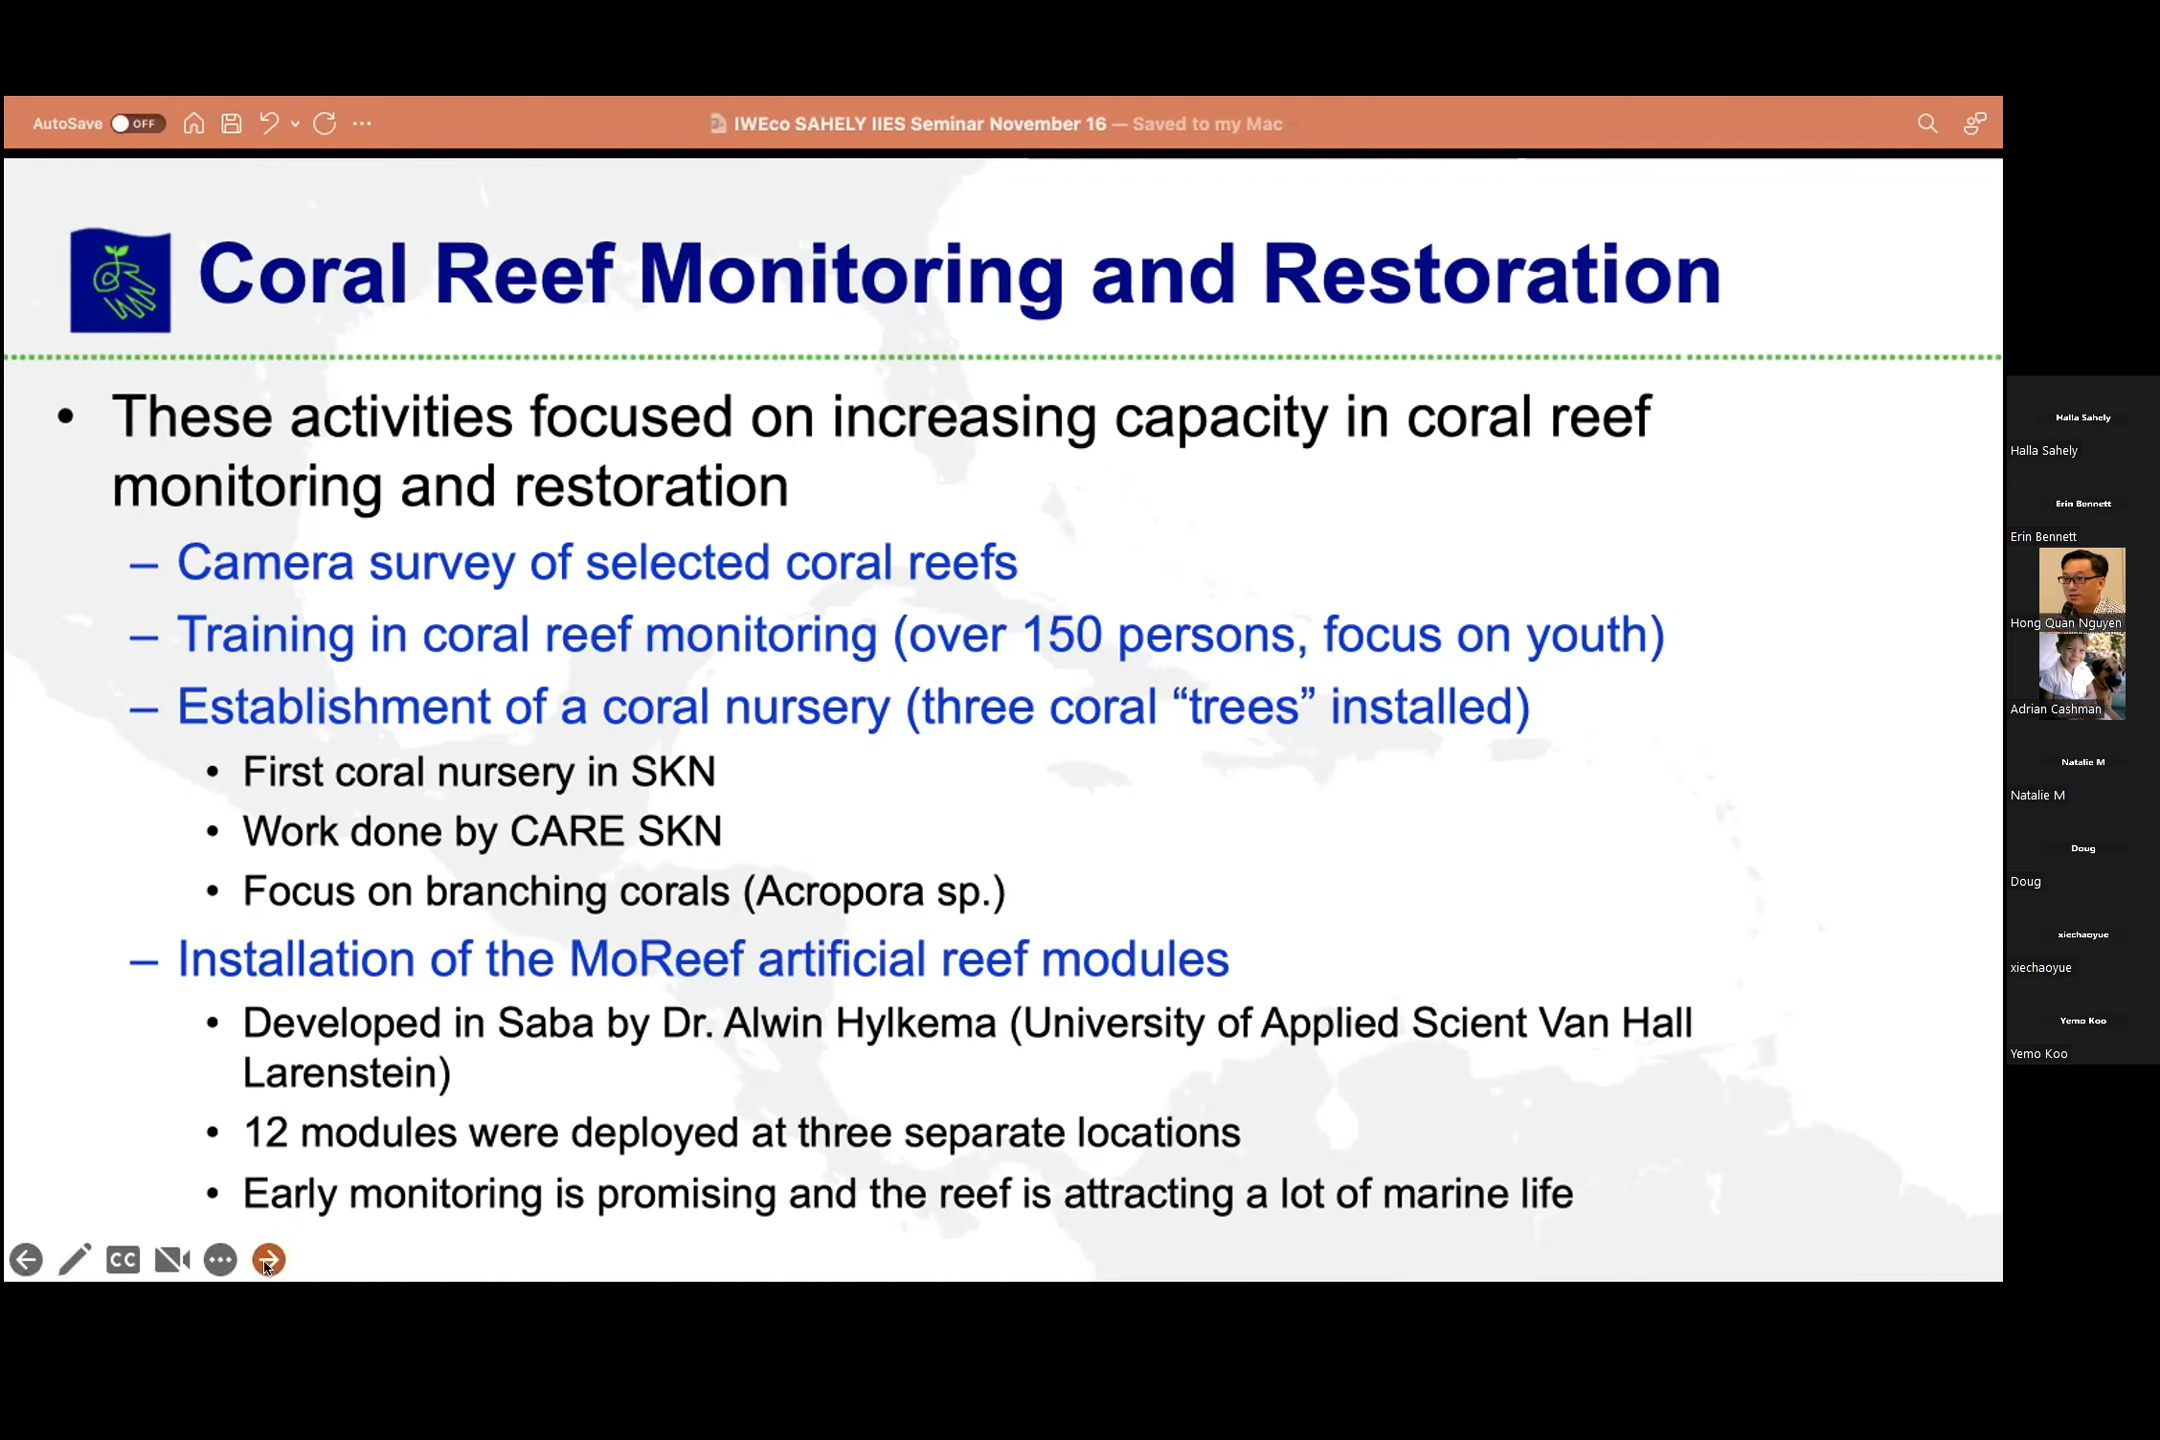 AutoSave OFF
IWEco SAHELY IIES Seminar November 16 — Saved to my Mac
Coral Reef Monitoring and Restoration
• These activities focused on increasing capacity in coral reef
monitoring and restoration
– Camera survey of selected coral reefs
– Training in coral reef monitoring (over 150 persons, focus on youth)
– Establishment of a coral nursery (three coral “trees” installed)
• First coral nursery in SKN
• Work done by CARE SKN
• Focus on branching corals (Acropora sp.)
– Installation of the MoReef artificial reef modules
• Developed in Saba by Dr. Alwin Hylkema (University of Applied Scient Van Hall
Larenstein)
• 12 modules were deployed at three separate locations
• Early monitoring is promising and the reef is attracting a lot of marine life
CC
Halla Sahely
Halla Sahely
Erin Bennett
Erin Bennett
Hong Quan Nguyen
Adrian Cashman
Natalie M
Natalie M
Doug
Doug
xiechaoyue
xiechaoyue
Yemo Koo
Yemo Koo